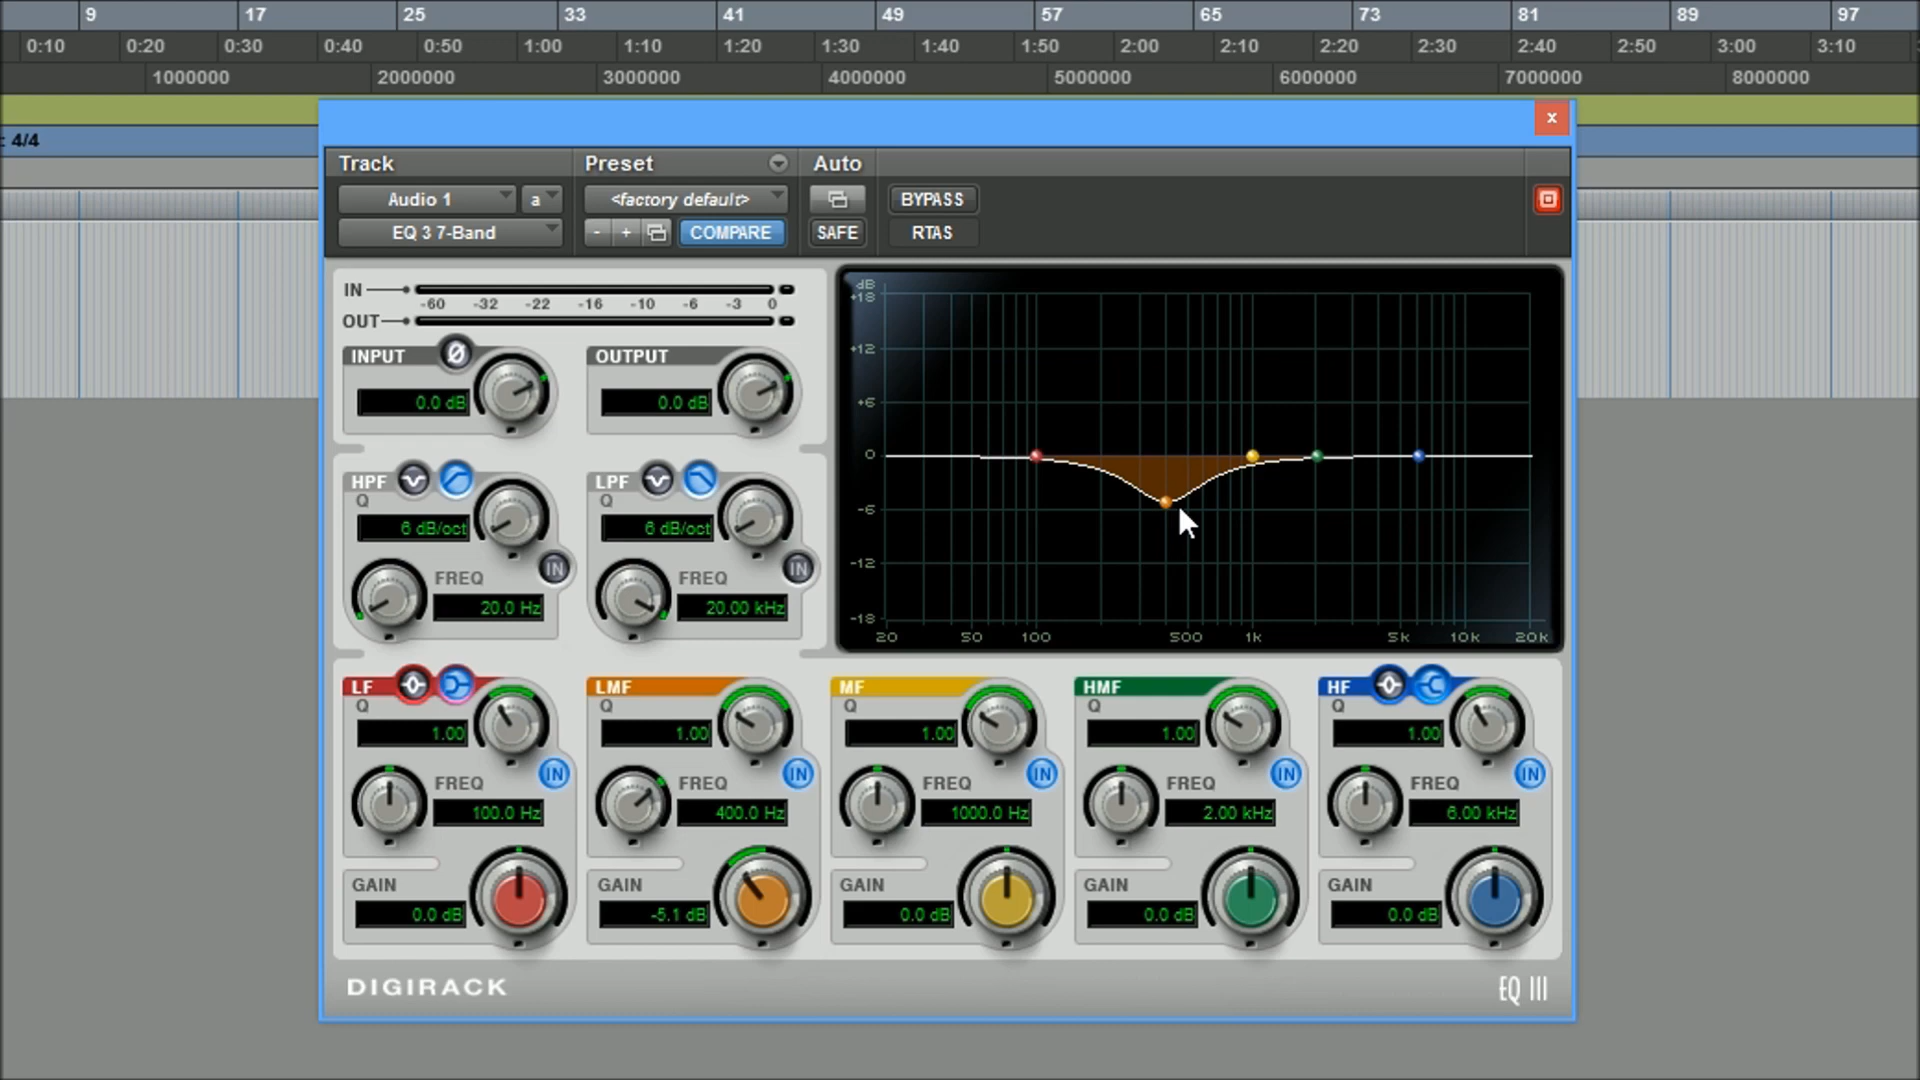 9 17 25 33 41 49 57 65 73 81 89 97
0:10 0:20 0:30 0:40 0:50 1:00 1:10 1:20 1:30 1:40 1:50 2:00 2:10 2:20 2:30 2:40 2:50 3:00 3:10
1000000 2000000 3000000 4000000 5000000 6000000 7000000 8000000
: 4/4
x
Track Preset Auto
Audio 1 a <factory default> BYPASS
EQ 3 7-Band - + COMPARE SAFE RTAS
IN
-60 -32 -22 -16 -10 -6 -3 0
OUT
INPUT Ø OUTPUT
0.0 dB 0.0 dB
HPF LPF
Q Q
6 dB/oct 6 dB/oct
IN IN
FREQ FREQ
20.0 Hz 20.00 kHz
dB
+18
+12
+6
0
-6
-12
-18
20 50 100 500 1k 5k 10k 20k
LF LMF MF HMF HF
Q Q Q Q Q
1.00 1.00 1.00 1.00 1.00
IN IN IN IN IN
FREQ FREQ FREQ FREQ FREQ
100.0 Hz 400.0 Hz 1000.0 Hz 2.00 kHz 6.00 kHz
GAIN GAIN GAIN GAIN GAIN
0.0 dB -5.1 dB 0.0 dB 0.0 dB 0.0 dB
DIGIRACK EQ III